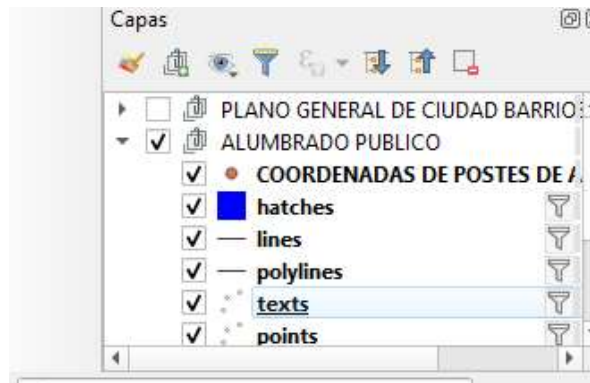 Capas
PLANO GENERAL DE CIUDAD BARRIO
ALUMBRADO PUBLICO
COORDENADAS DE POSTES DE
hatches
lines
polylines
texts
points